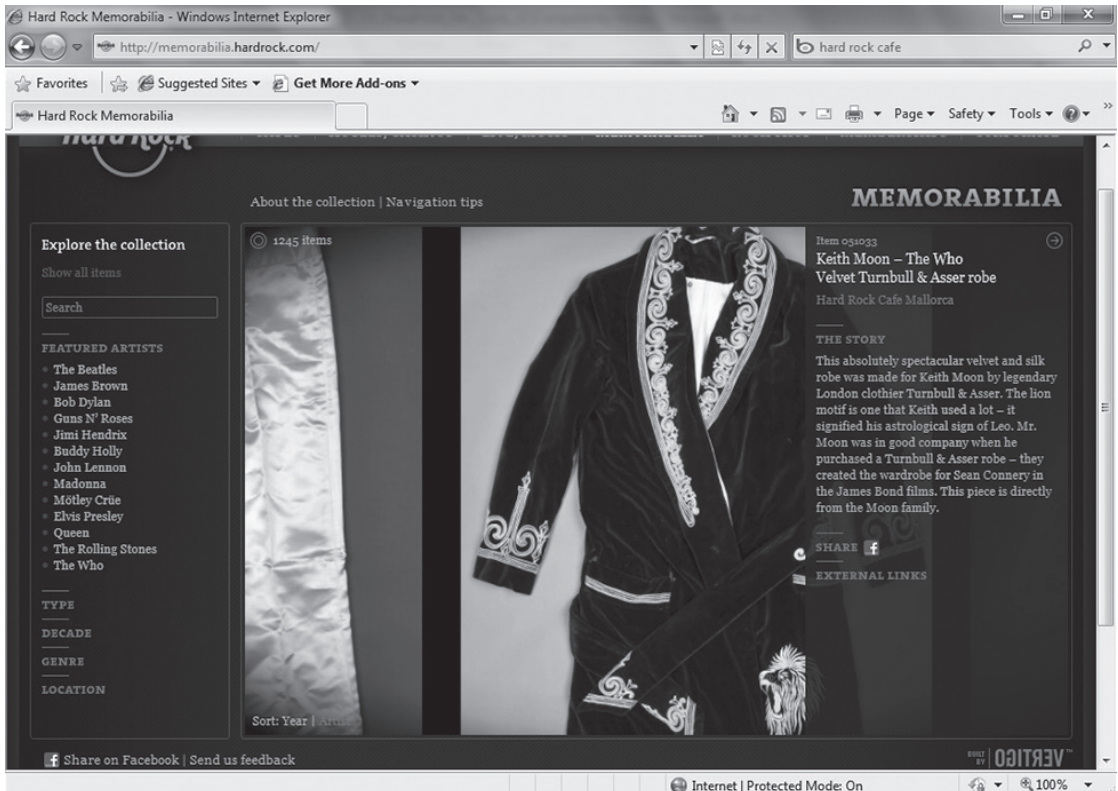 Hard Rock Memorabilia - Windows Internet Explorer
http://memorabilia.hardrock.com/
hard rock cafe
Favorites
Suggested Sites
Get More Add-ons
Hard Rock Memorabilia
Page
Safety
Tools
Hard Rock
About the collection | Navigation tips
MEMORABILIA
Explore the collection
Show all items
Search
FEATURED ARTISTS
The Beatles
James Brown
Bob Dylan
Guns N' Roses
Jimi Hendrix
Buddy Holly
John Lennon
Madonna
Mötley Crüe
Elvis Presley
Queen
The Rolling Stones
The Who
TYPE
DECADE
GENRE
LOCATION
1245 items
Sort: Year | Artist
Item 051033
Keith Moon – The Who
Velvet Turnbull & Asser robe
Hard Rock Cafe Mallorca
THE STORY
This absolutely spectacular velvet and silk
robe was made for Keith Moon by legendary
London clothier Turnbull & Asser. The lion
motif is one that Keith used a lot – it
signified his astrological sign of Leo. Mr.
Moon was in good company when he
purchased a Turnbull & Asser robe – they
created the wardrobe for Sean Connery in
the James Bond films. This piece is directly
from the Moon family.
SHARE
EXTERNAL LINKS
Share on Facebook | Send us feedback
BUILT
BY
VERTIGO™
Internet | Protected Mode: On
100%